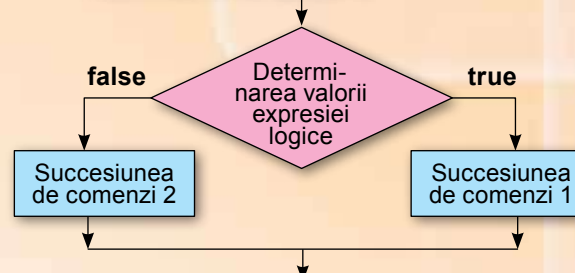 false
Determi-
narea valorii
expresiei
logice
true
Succesiunea
de comenzi 2
Succesiunea
de comenzi 1